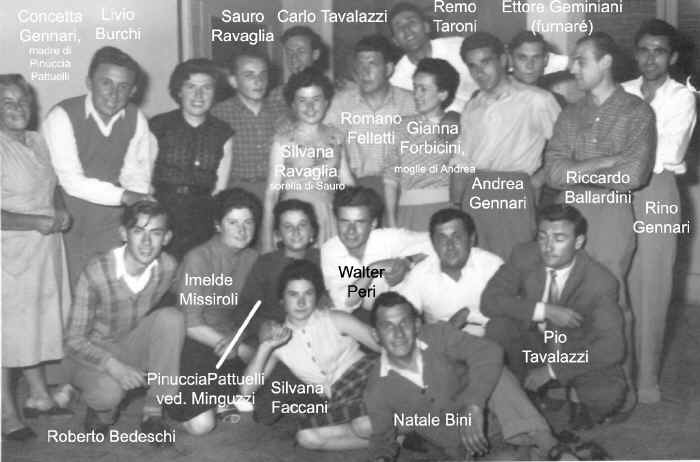 Concetta
Gennari,
madre di
Pinuccia
Pattuelli
Livio
Burchi
Sauro
Ravaglia
Carlo Tavalazzi
Remo
Taroni
Ettore Geminiani
(furnaré)
Romano
Felletti
Gianna
Forbicini,
moglie di Andrea
Silvana
Ravaglia,
sorella di Sauro
Andrea
Gennari
Riccardo
Ballardini
Rino
Gennari
Imelde
Missiroli
Walter
Peri
Pio
Tavalazzi
PinucciaPattuelli
ved. Minguzzi
Silvana
Faccani
Natale Bini
Roberto Bedeschi